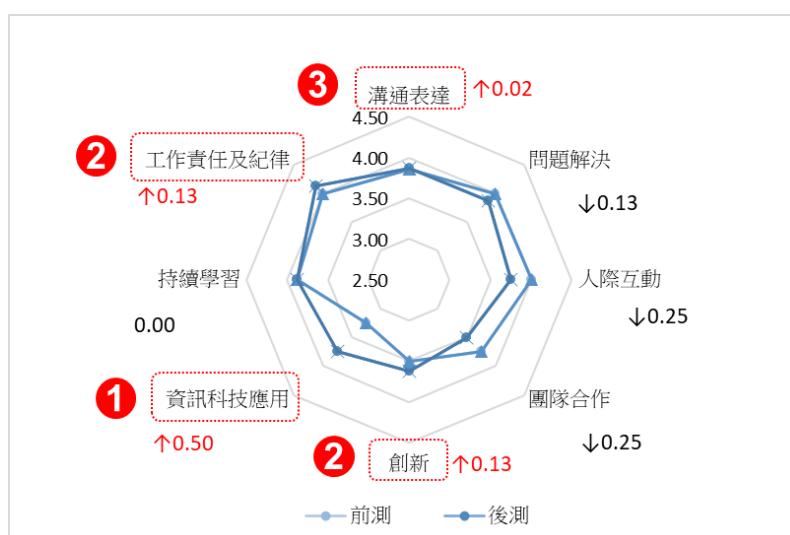 3
溝通表達
↑0.02
4.50
2
工作責任及紀律
↑0.13
4.00
問題解決
↓0.13
3.50
3.00
持續學習
0.00
2.50
人際互動
↓0.25
1
資訊科技應用
↑0.50
團隊合作
↓0.25
2
創新
↑0.13
前測
後測